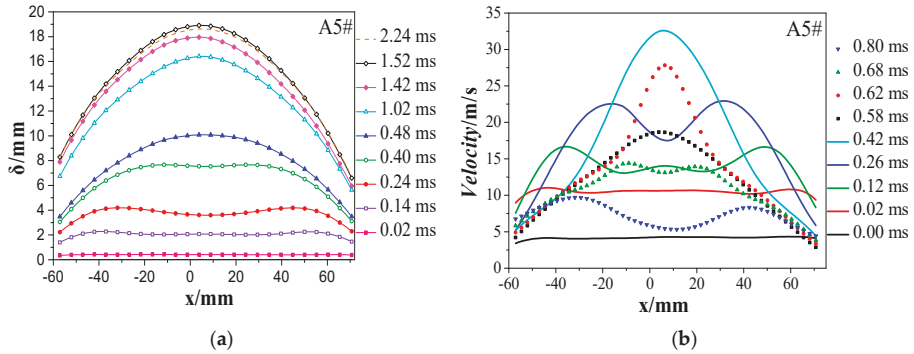 A5#
δ/mm
20
18
16
14
12
10
8
6
4
2
0
-60 -40 -20 0 20 40 60
x/mm
2.24 ms
1.52 ms
1.42 ms
1.02 ms
0.48 ms
0.40 ms
0.24 ms
0.14 ms
0.02 ms
(a)
A5#
Velocity/m/s
35
30
25
20
15
10
5
0
-60 -40 -20 0 20 40 60
x/mm
0.80 ms
0.68 ms
0.62 ms
0.58 ms
0.42 ms
0.26 ms
0.12 ms
0.02 ms
0.00 ms
(b)